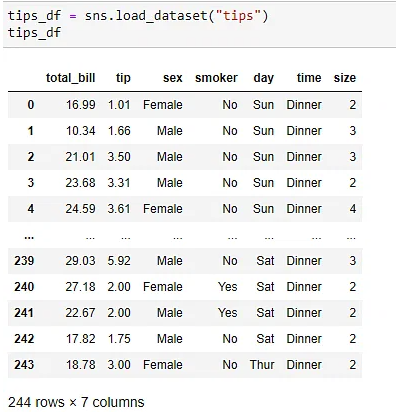 tips_df = sns.load_dataset("tips")
tips_df
total_bill tip sex smoker day time size
0 16.99 1.01 Female No Sun Dinner 2
1 10.34 1.66 Male No Sun Dinner 3
2 21.01 3.50 Male No Sun Dinner 3
3 23.68 3.31 Male No Sun Dinner 2
4 24.59 3.61 Female No Sun Dinner 4
... ... ... ... ... ... ... ...
239 29.03 5.92 Male No Sat Dinner 3
240 27.18 2.00 Female Yes Sat Dinner 2
241 22.67 2.00 Male Yes Sat Dinner 2
242 17.82 1.75 Male No Sat Dinner 2
243 18.78 3.00 Female No Thur Dinner 2
244 rows × 7 columns